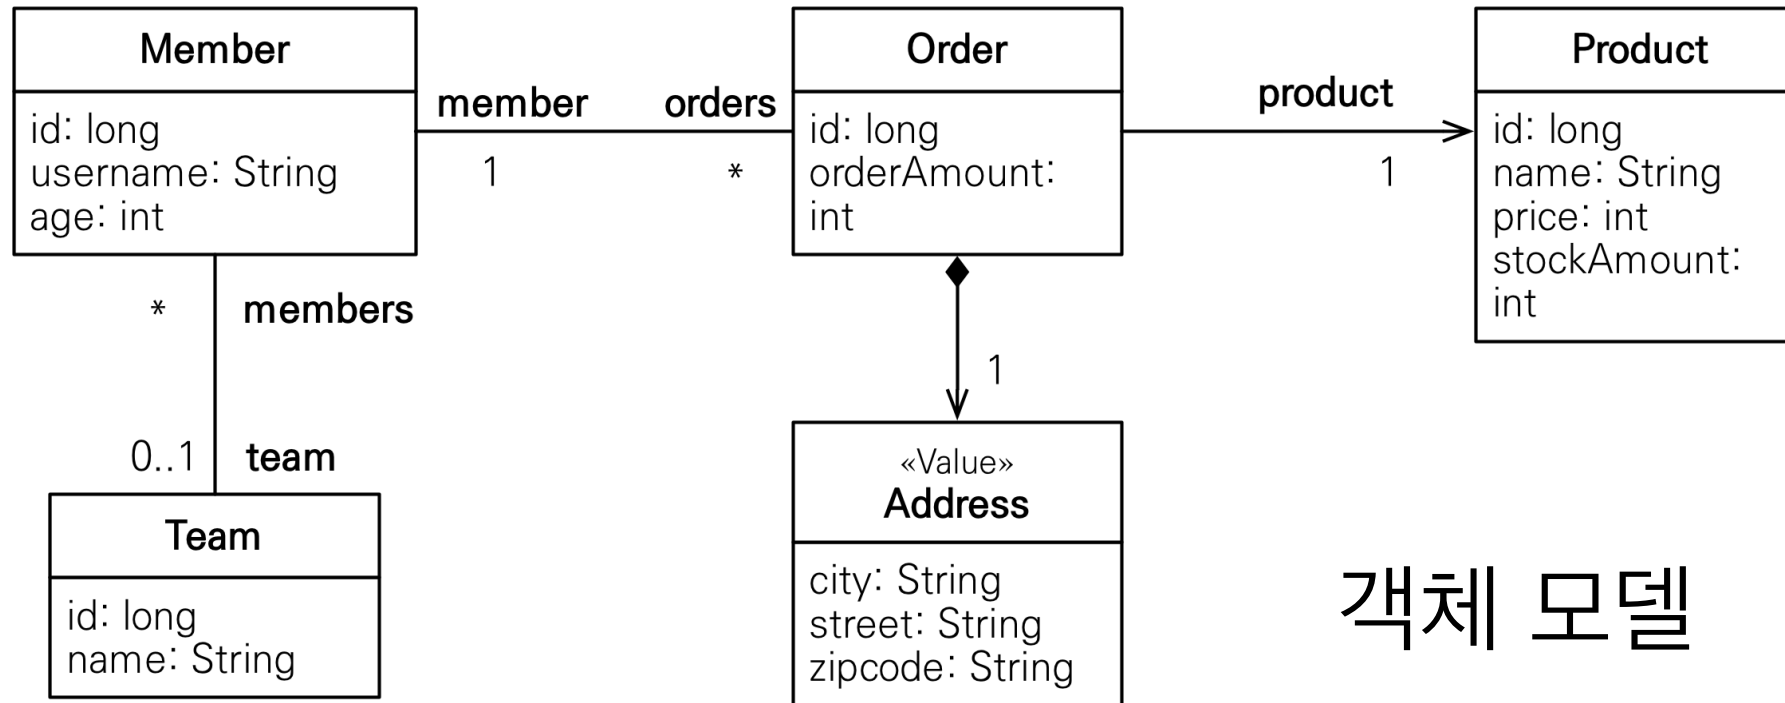 Member
id: long
username: String
age: int
member
1
orders
*
Order
id: long
orderAmount:
int
product
1
Product
id: long
name: String
price: int
stockAmount:
int
*
members
0..1
team
Team
id: long
name: String
1
«Value»
Address
city: String
street: String
zipcode: String
객체 모델